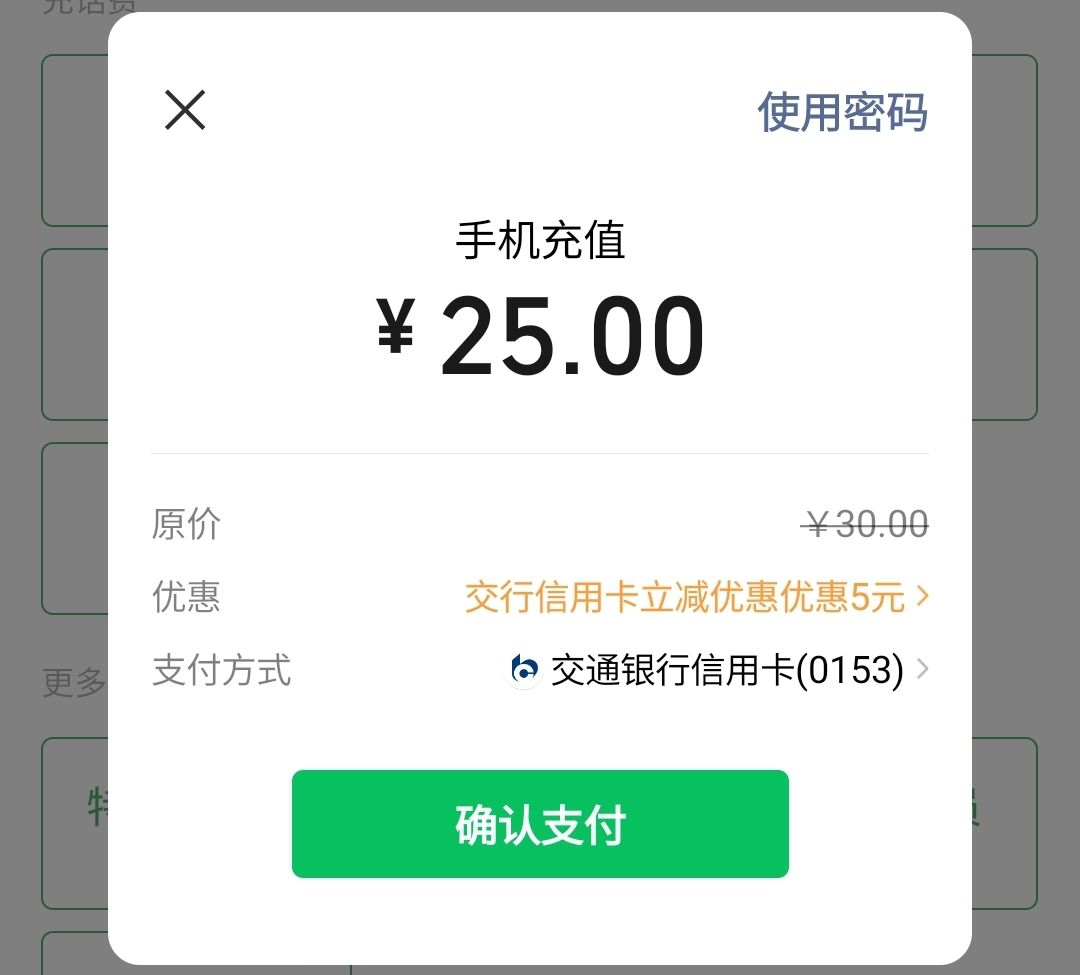 充话费
使用密码
手机充值
¥25.00
原价 ￥30.00
优惠 交行信用卡立减优惠优惠5元
支付方式 交通银行信用卡(0153)
更多
特
确认支付